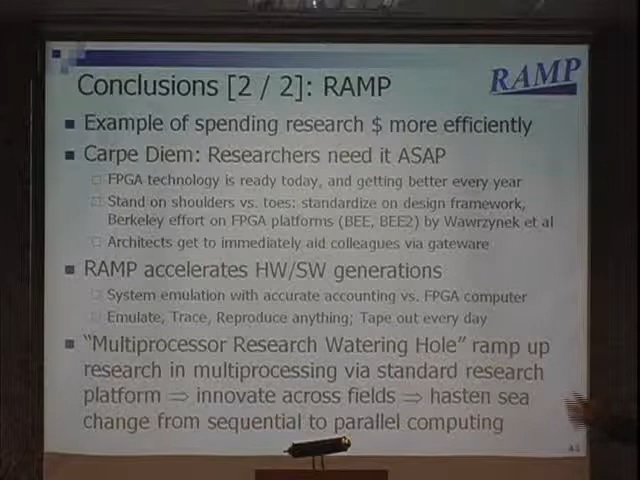 Conclusions [2 / 2]: RAMP
RAMP
Example of spending research $ more efficiently
Carpe Diem: Researchers need it ASAP
FPGA technology is ready today, and getting better every year
Stand on shoulders vs. toes: standardize on design framework,
Berkeley effort on FPGA platforms (BEE, BEE2) by Wawrzynek et al
Architects get to immediately aid colleagues via gateware
RAMP accelerates HW/SW generations
System emulation with accurate accounting vs. FPGA computer
Emulate, Trace, Reproduce anything; Tape out every day
“Multiprocessor Research Watering Hole” ramp up
research in multiprocessing via standard research
platform ⇒ innovate across fields ⇒ hasten sea
change from sequential to parallel computing